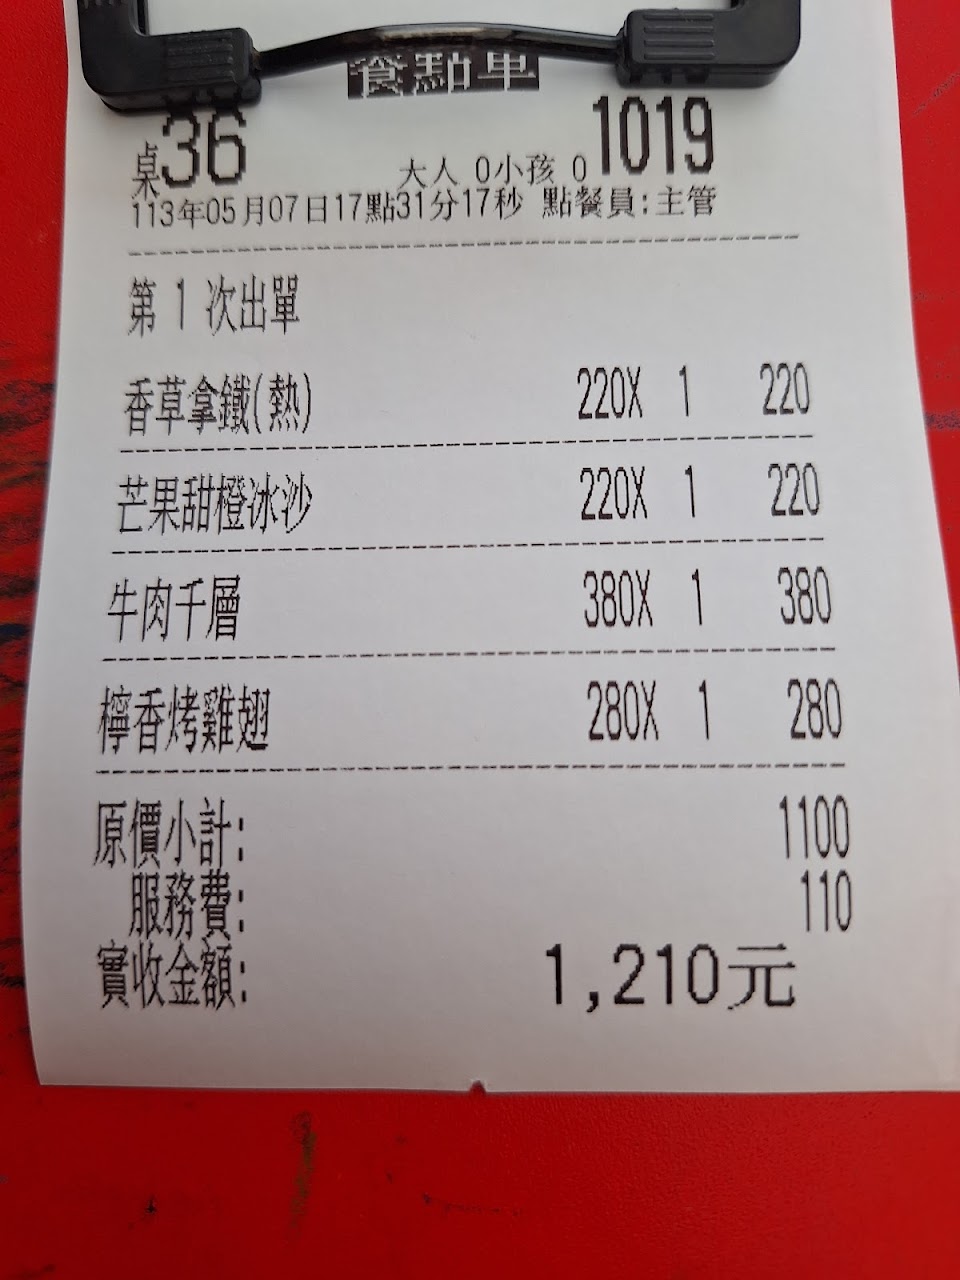 餐點單
桌36 大人 0小孩 0 1019
113年05月07日17點31分17秒 點餐員:主管
第 1 次出單
香草拿鐵(熱) 220X 1 220
芒果甜橙冰沙 220X 1 220
牛肉千層 380X 1 380
檸香烤雞翅 280X 1 280
原價小計: 1100
服務費: 110
實收金額: 1,210元